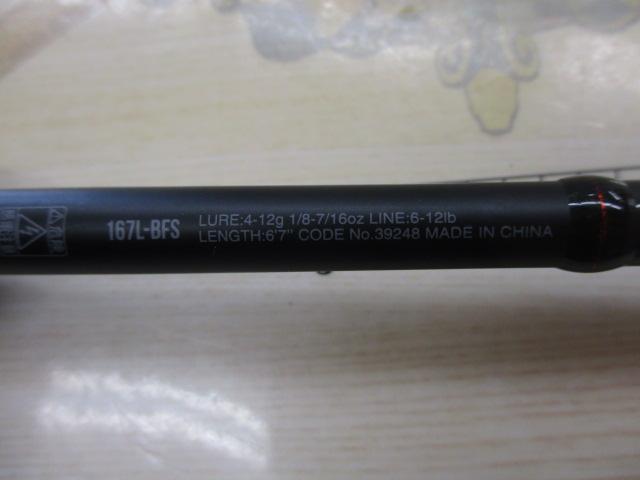 167L-BFS
LURE:4-12g 1/8-7/16oz LINE:6-12lb
LENGTH:6'7" CODE No.39248 MADE IN CHINA